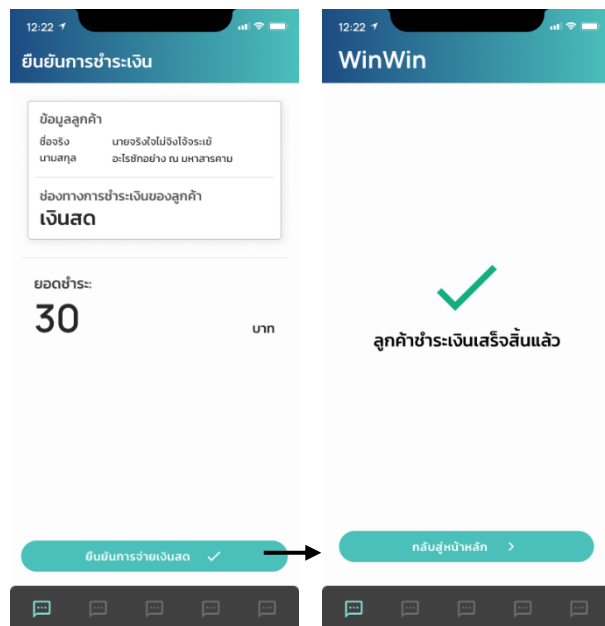 12:22
ยืนยันการชำระเงิน
ข้อมูลลูกค้า
ชื่อจริง นายจริงใจไม่จิงโจ้จระเข้
นามสกุล อะไรซักอย่าง ณ มหาสารคาม
ช่องทางการชำระเงินของลูกค้า
เงินสด
ยอดชำระ:
30 บาท
ยืนยันการจ่ายเงินสด
12:22
WinWin
ลูกค้าชำระเงินเสร็จสิ้นแล้ว
กลับสู่หน้าหลัก